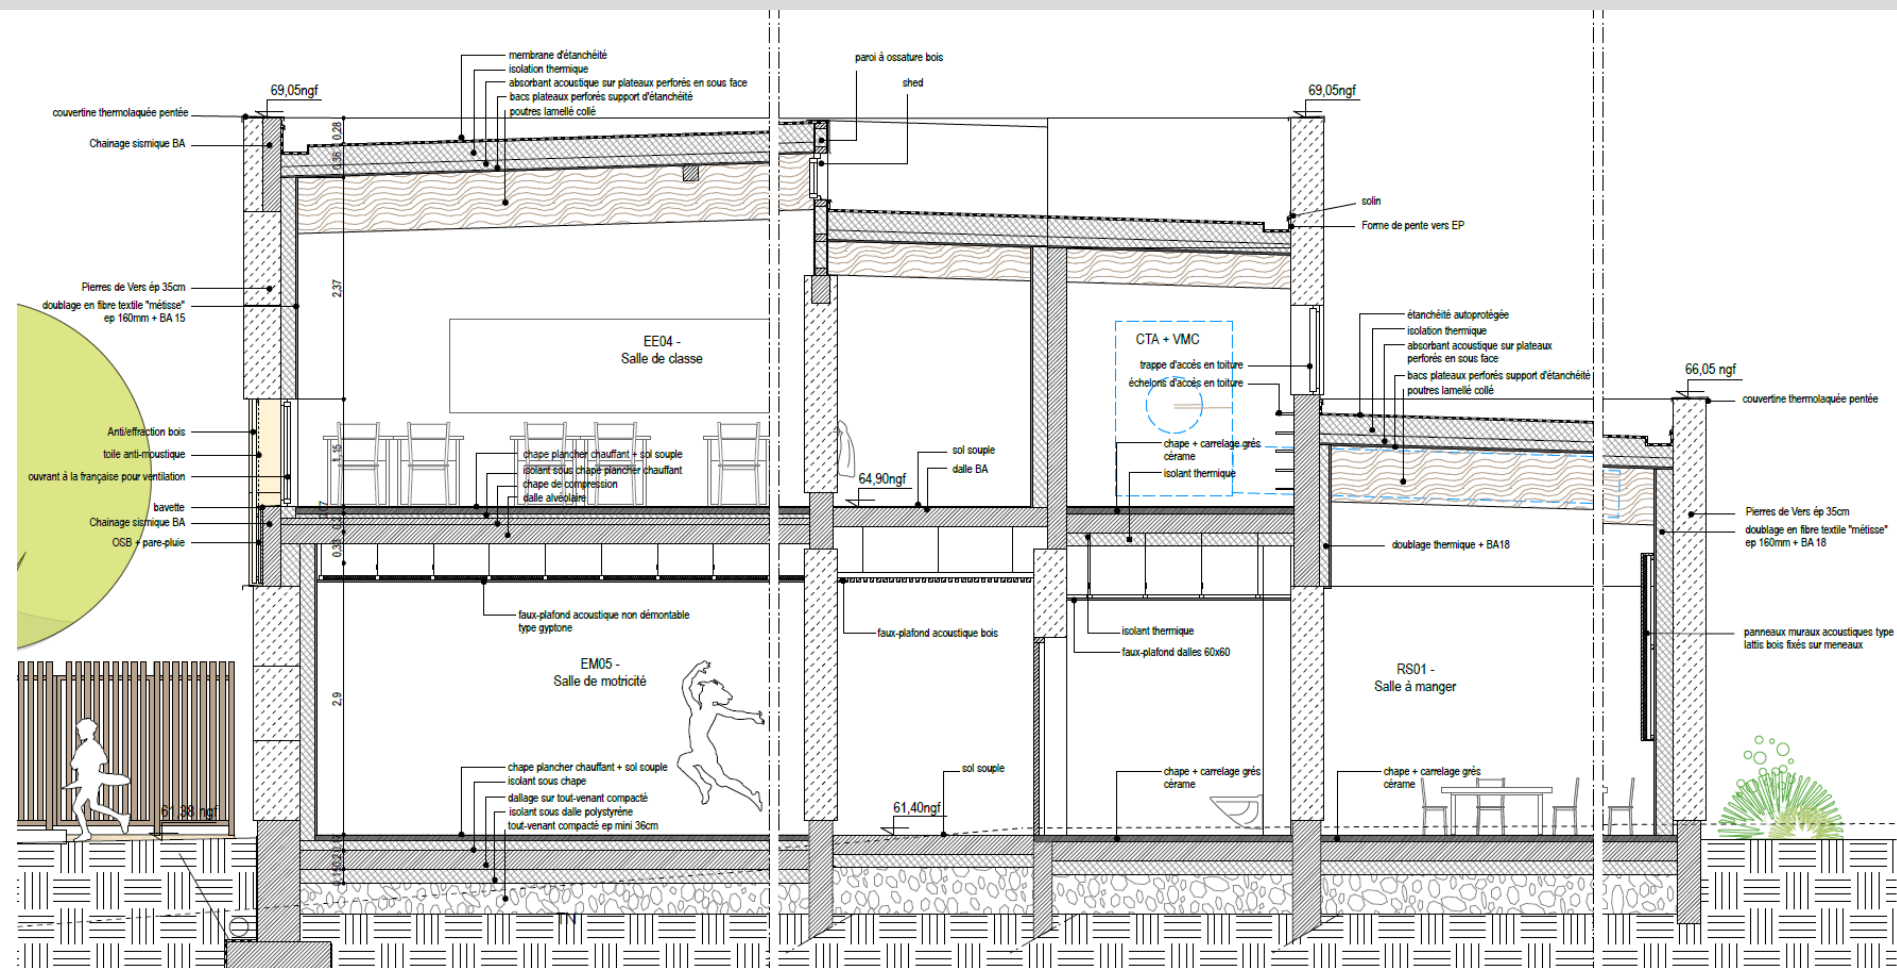 membrane d'étanchéité
isolation thermique
absorbant acoustique sur plateaux perforés en sous face
bacs plateaux perforés support d'étanchéité
poutres lamellé collé
69,05ngf
couvertine thermolaquée pentée
Chainage sismique BA
0,28
0,36
paroi à ossature bois
shed
69,05ngf
solin
Forme de pente vers EP
Pierres de Vers ép 35cm
doublage en fibre textile "métisse"
ep 160mm + BA 15
2,37
EE04 -
Salle de classe
CTA + VMC
trappe d'accès en toiture
échelons d'accès en toiture
étanchéité autoprotégée
isolation thermique
absorbant acoustique sur plateaux
perforés en sous face
bacs plateaux perforés support d'étanchéité
poutres lamellé collé
66,05 ngf
couvertine thermolaquée pentée
Anti/effraction bois
toile anti-moustique
ouvrant à la française pour ventilation
bavette
Chainage sismique BA
OSB + pare-pluie
1,15
chape plancher chauffant + sol souple
isolant sous chape plancher chauffant
chape de compression
dalle alvéolaire
0,07
0,33
sol souple
dalle BA
64,90ngf
chape + carrelage grès
cérame
isolant thermique
doublage thermique + BA18
Pierres de Vers ép 35cm
doublage en fibre textile "métisse"
ep 160mm + BA 18
faux-plafond acoustique non démontable
type gyptone
faux-plafond acoustique bois
isolant thermique
faux-plafond dalles 60x60
panneaux muraux acoustiques type
lattis bois fixés sur meneaux
EM05 -
Salle de motricité
2,9
RS01 -
Salle à manger
chape plancher chauffant + sol souple
isolant sous chape
dallage sur tout-venant compacté
isolant sous dalle polystyrène
tout-venant compacté ep mini 36cm
sol souple
61,40ngf
61,38 ngf
chape + carrelage grès
cérame
chape + carrelage grès
cérame
TN